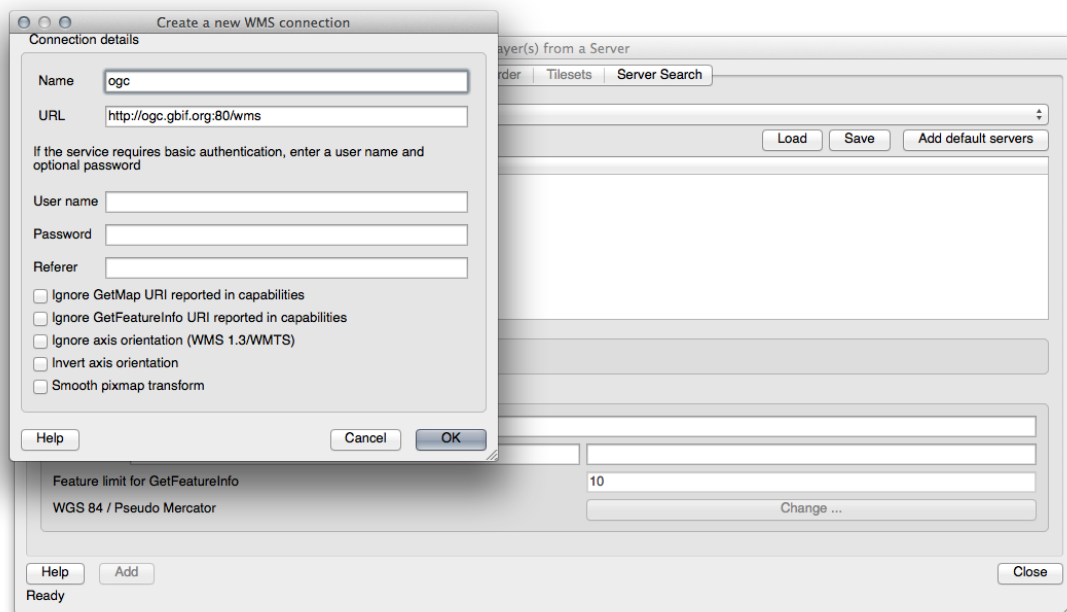 Create a new WMS connection
Connection details
Name
ogc
URL
http://ogc.gbif.org:80/wms
If the service requires basic authentication, enter a user name and
optional password
User name
Password
Referer
Ignore GetMap URI reported in capabilities
Ignore GetFeatureInfo URI reported in capabilities
Ignore axis orientation (WMS 1.3/WMTS)
Invert axis orientation
Smooth pixmap transform
Help
Cancel
OK
from a Server
Tilesets
Server Search
Load
Save
Add default servers
Feature limit for GetFeatureInfo
10
WGS 84 / Pseudo Mercator
Change ...
Help
Add
Close
Ready